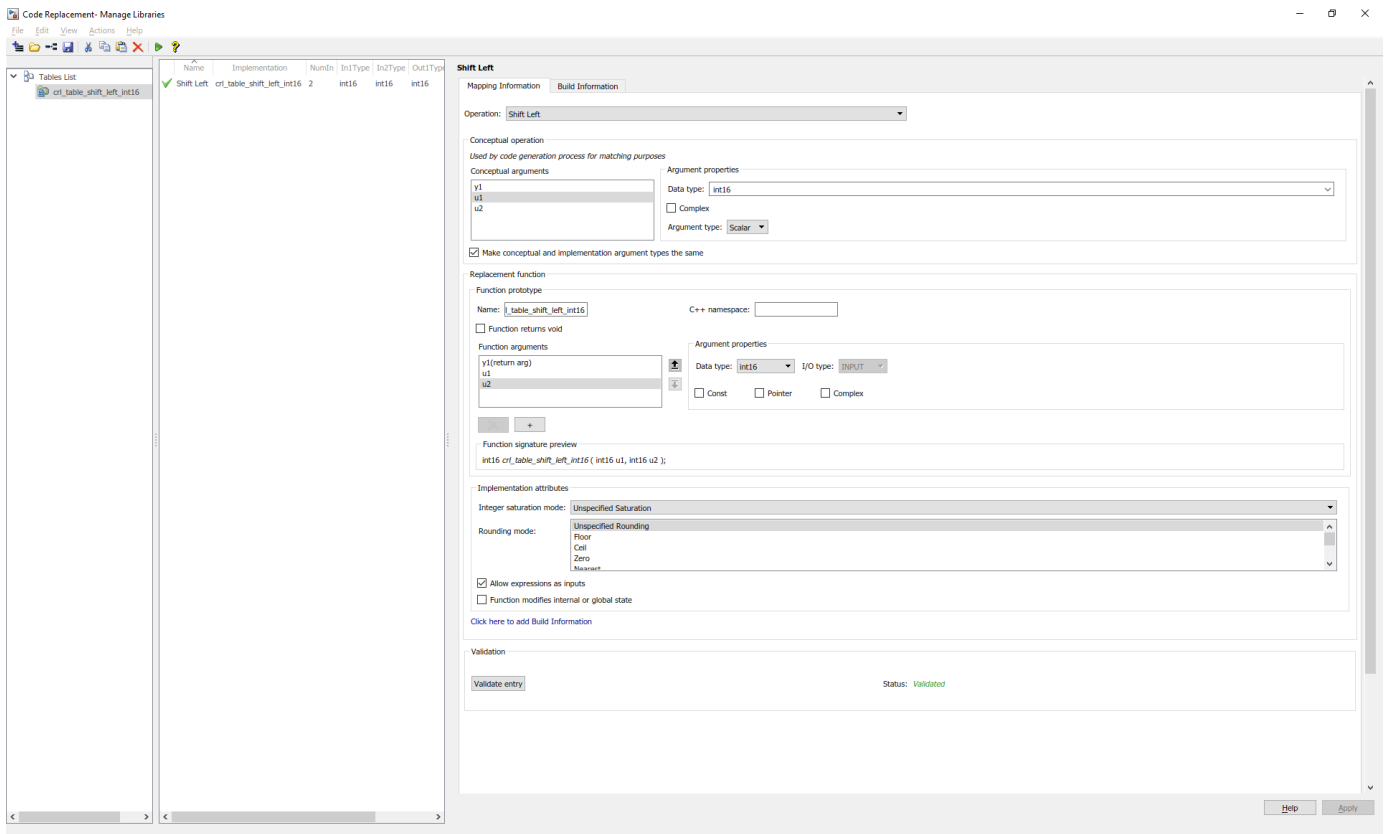 Code Replacement- Manage Libraries
File Edit View Actions Help
Tables List
crl_table_shift_left_int16
Name Implementation NumIn In1Type In2Type Out1Type
Shift Left crl_table_shift_left_int16 2 int16 int16 int16
Shift Left
Mapping Information Build Information
Operation: Shift Left
Conceptual operation
Used by code generation process for matching purposes
Conceptual arguments
y1
u1
u2
Argument properties
Data type: int16
Complex
Argument type: Scalar
Make conceptual and implementation argument types the same
Replacement function
Function prototype
Name: l_table_shift_left_int16 C++ namespace:
Function returns void
Function arguments
y1(return arg)
u1
u2
Argument properties
Data type: int16 I/O type: INPUT
Const Pointer Complex
+
Function signature preview
int16 crl_table_shift_left_int16 ( int16 u1, int16 u2 );
Implementation attributes
Integer saturation mode: Unspecified Saturation
Rounding mode: Unspecified Rounding
Floor
Ceil
Zero
Nearest
Allow expressions as inputs
Function modifies internal or global state
Click here to add Build Information
Validation
Validate entry Status: Validated
Help Apply